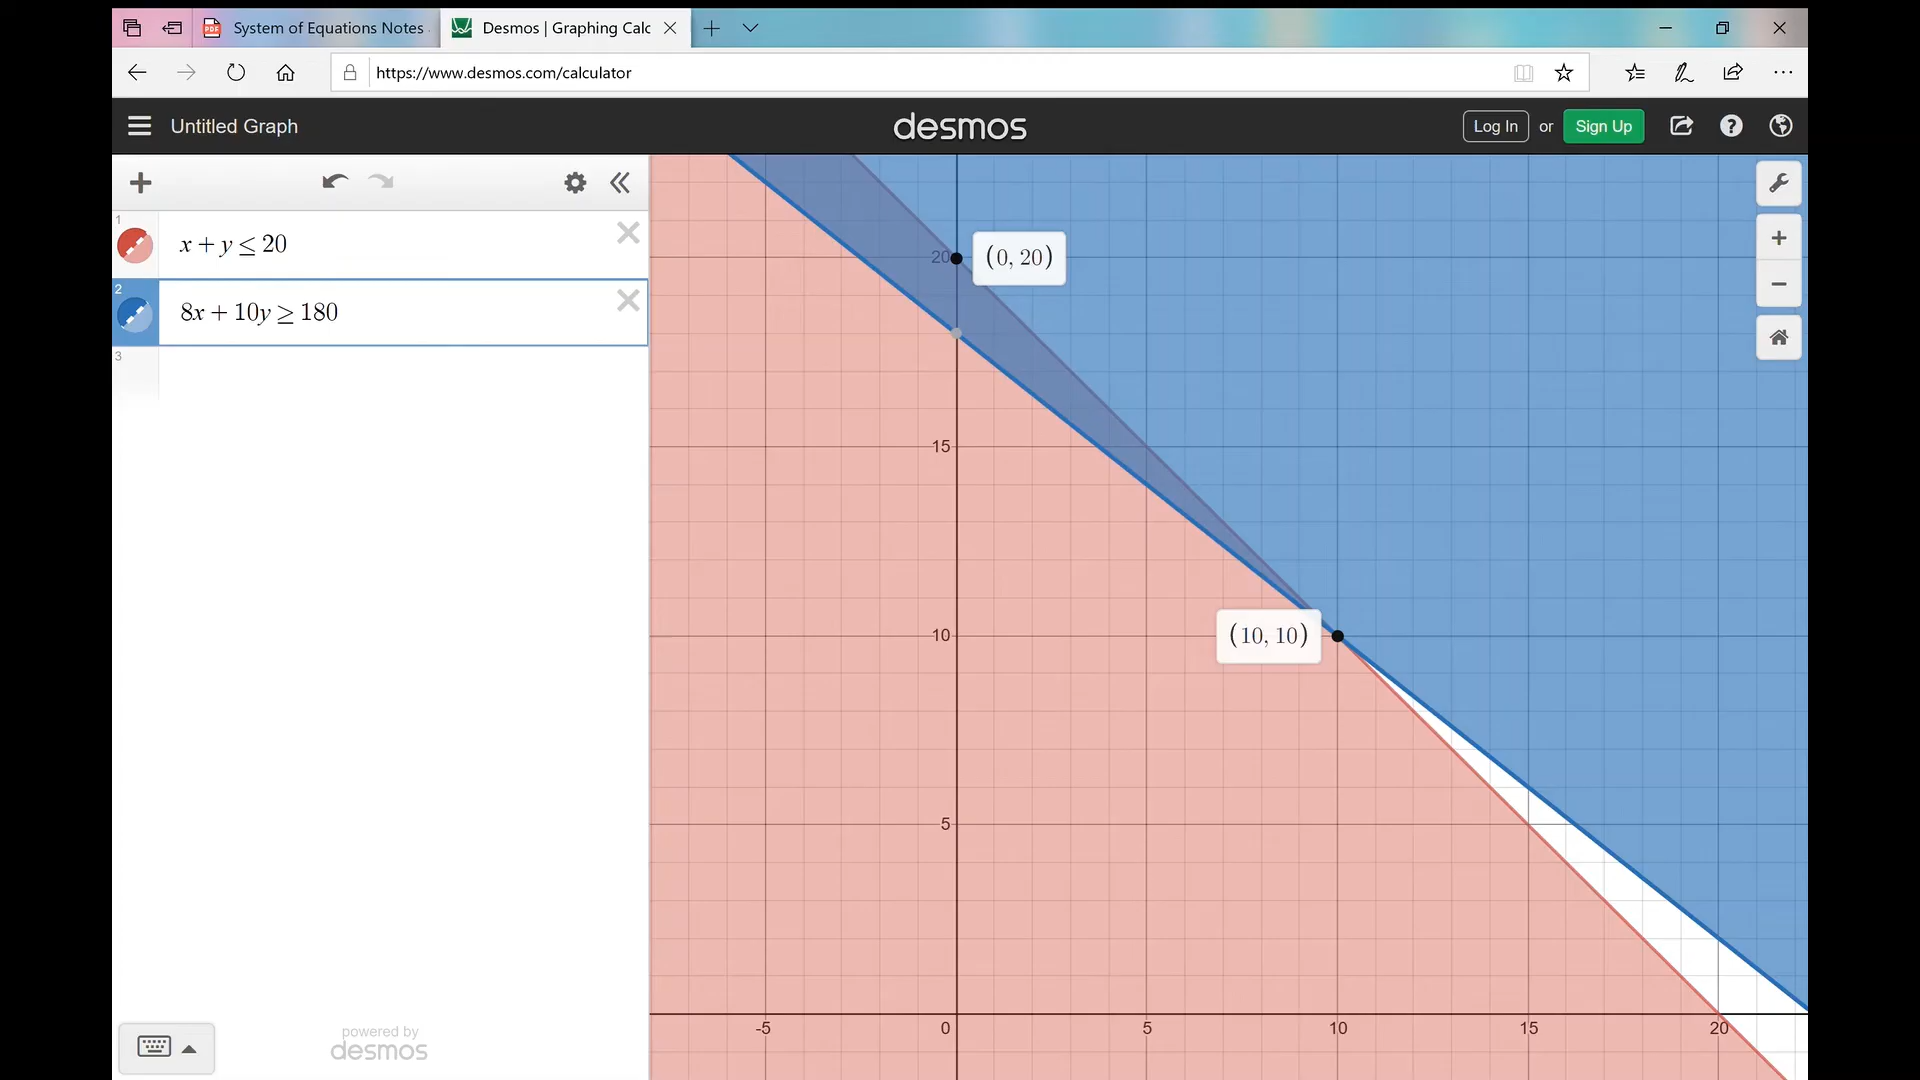 System of Equations Notes
Desmos | Graphing Calc
https://www.desmos.com/calculator
Untitled Graph
desmos
Log In or Sign Up
1
x + y ≤ 20
2
8x + 10y ≥ 180
3
(0, 20)
(10, 10)
20
15
10
5
-5 0 5 10 15 20
powered by
desmos